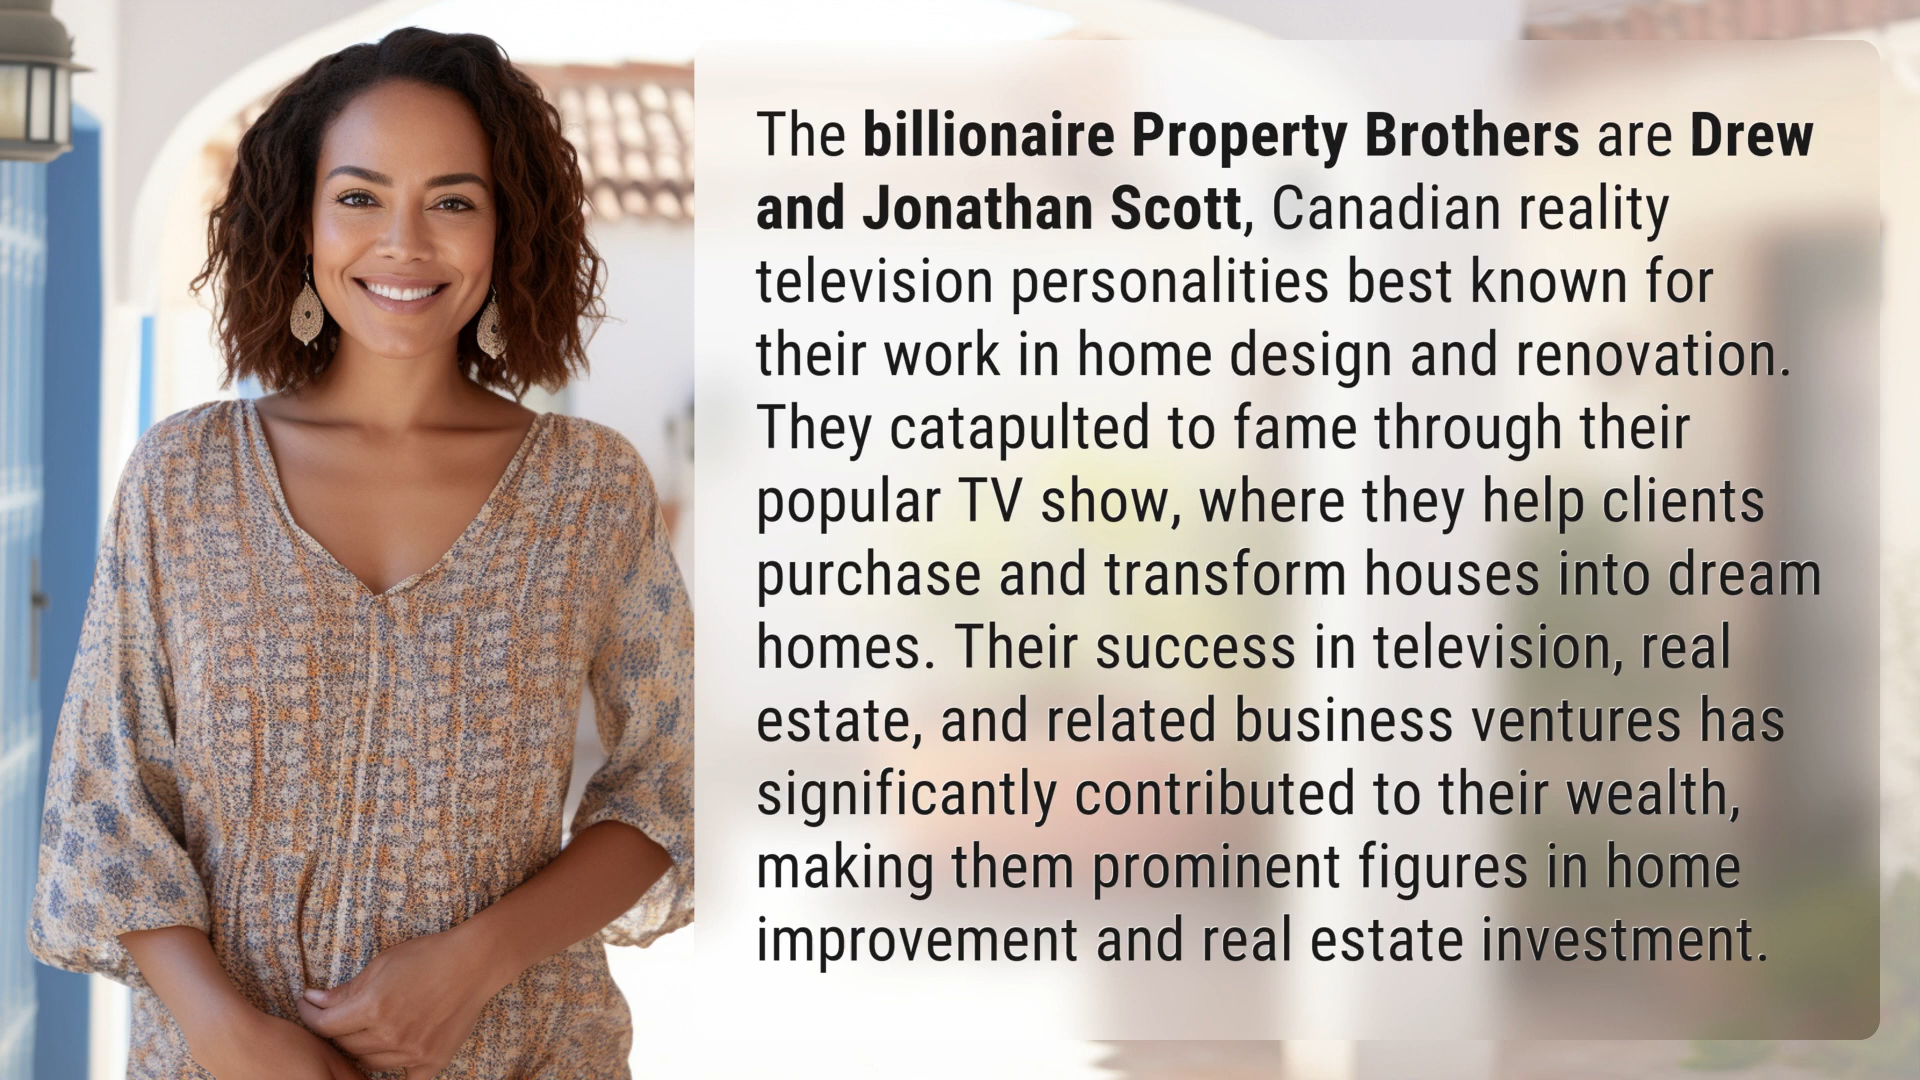 The billionaire Property Brothers are Drew
and Jonathan Scott, Canadian reality
television personalities best known for
their work in home design and renovation.
They catapulted to fame through their
popular TV show, where they help clients
purchase and transform houses into dream
homes. Their success in television, real
estate, and related business ventures has
significantly contributed to their wealth,
making them prominent figures in home
improvement and real estate investment.